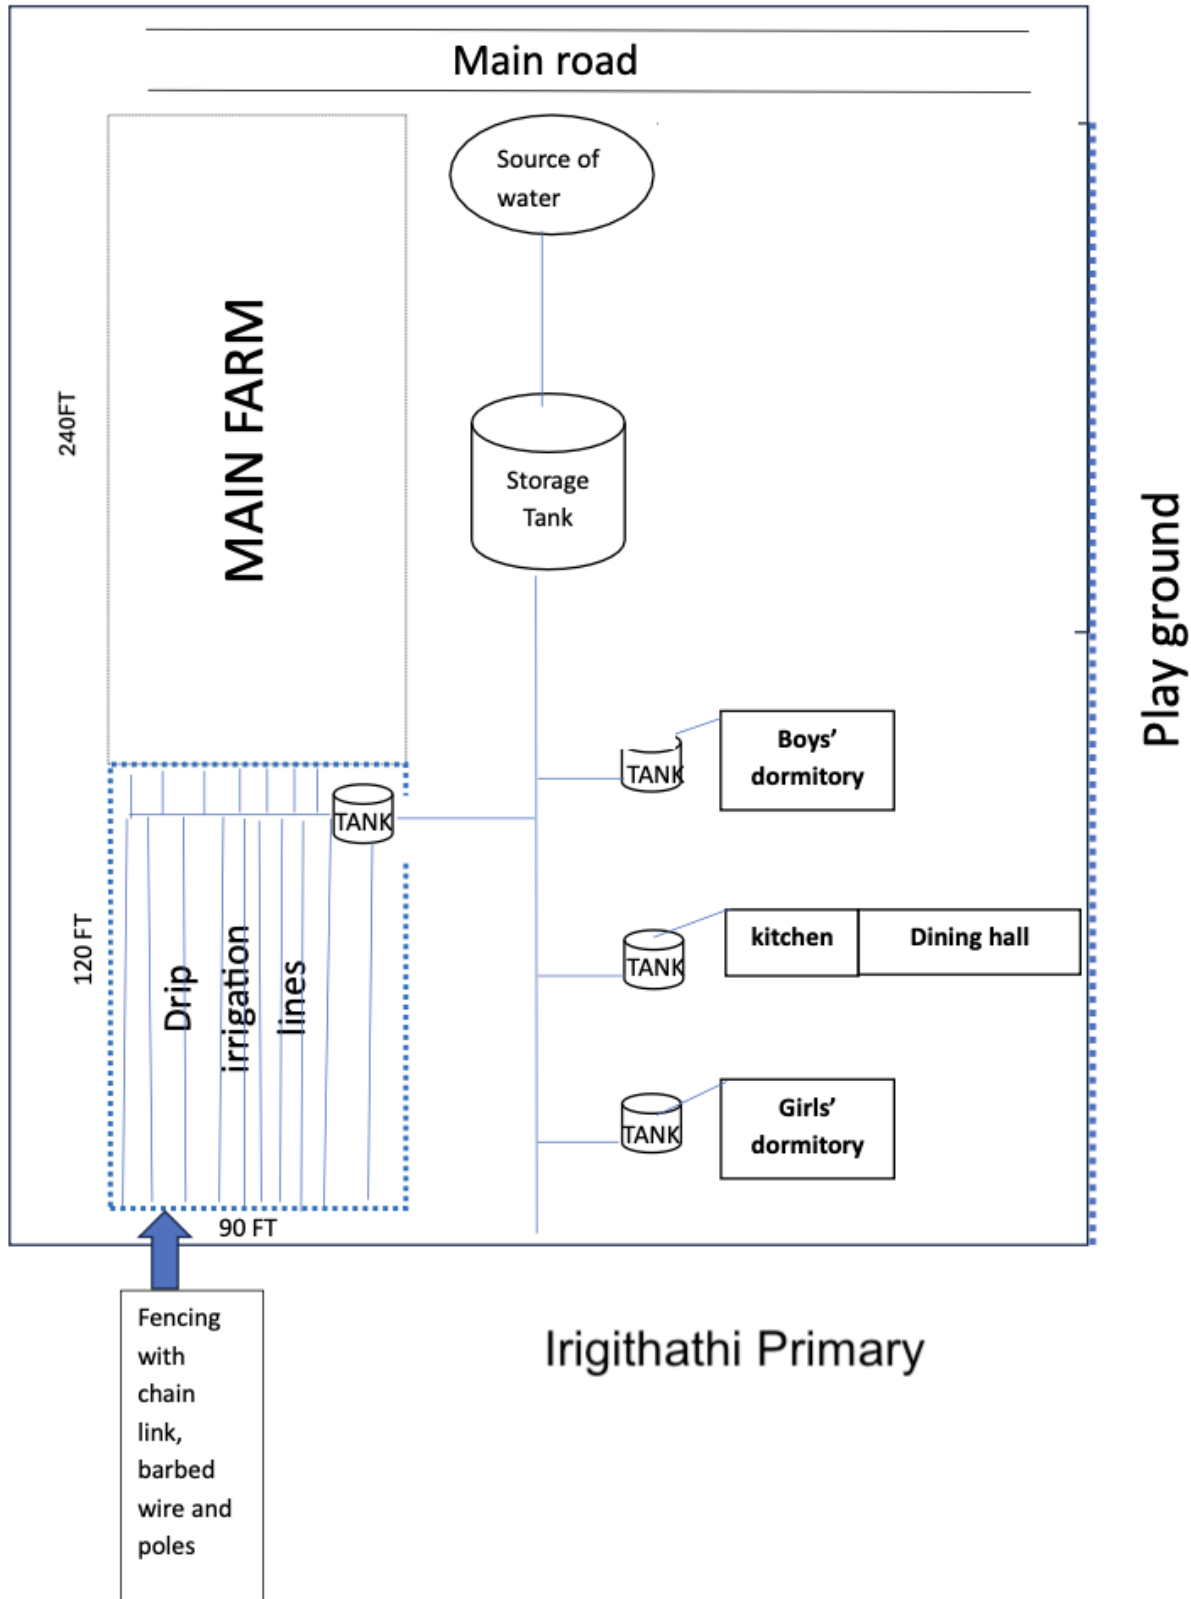 Main road
Source of
water
MAIN FARM
240FT
Storage
Tank
Play ground
Boys’
dormitory
TANK
TANK
120 FT
Drip
irrigation
lines
kitchen
Dining hall
TANK
Girls’
dormitory
TANK
90 FT
Fencing
with
chain
link,
barbed
wire and
poles
Irigithathi Primary